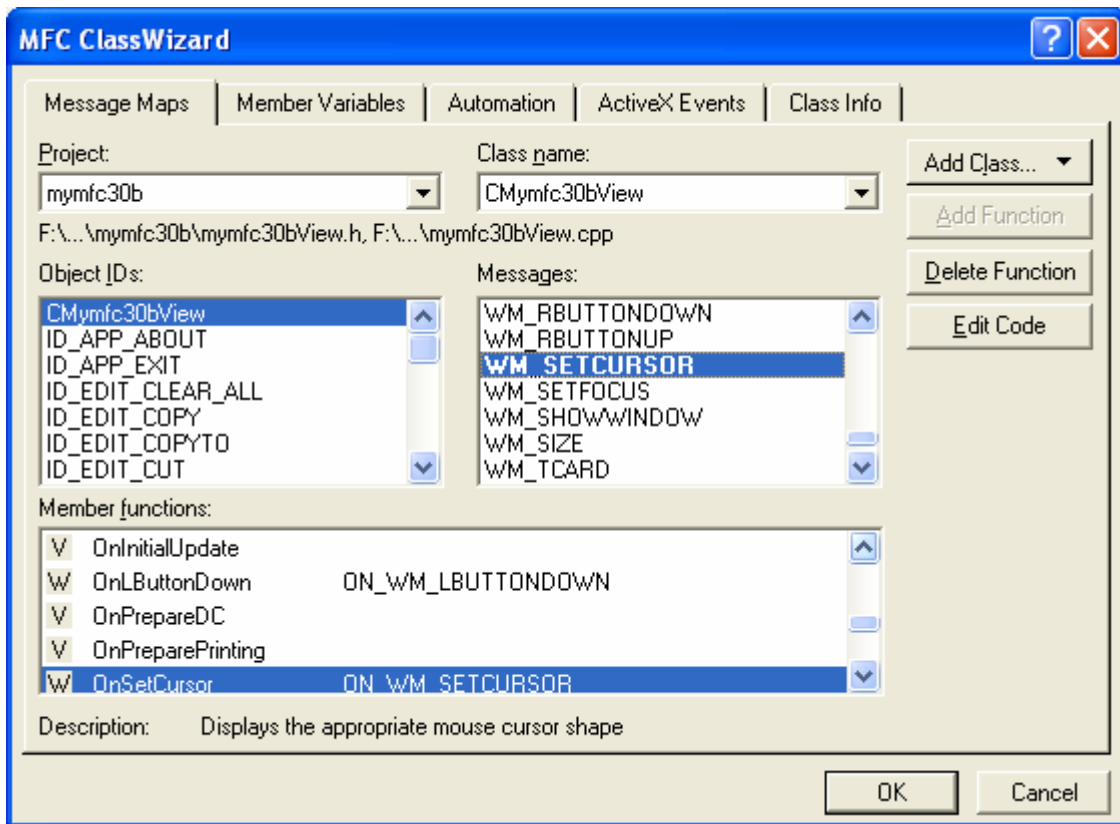 MFC ClassWizard
Message Maps Member Variables Automation ActiveX Events Class Info
Project: Class name:
mymfc30b CMymfc30bView
Add Class...
Add Function
F:\...\mymfc30b\mymfc30bView.h, F:\...\mymfc30bView.cpp
Delete Function
Edit Code
Object IDs:
CMymfc30bView
ID_APP_ABOUT
ID_APP_EXIT
ID_EDIT_CLEAR_ALL
ID_EDIT_COPY
ID_EDIT_COPYTO
ID_EDIT_CUT
Messages:
WM_RBUTTONDOWN
WM_RBUTTONUP
WM_SETCURSOR
WM_SETFOCUS
WM_SHOWWINDOW
WM_SIZE
WM_TCARD
Member functions:
V OnInitialUpdate
W OnLButtonDown ON_WM_LBUTTONDOWN
V OnPrepareDC
V OnPreparePrinting
W OnSetCursor ON_WM_SETCURSOR
Description: Displays the appropriate mouse cursor shape
OK Cancel